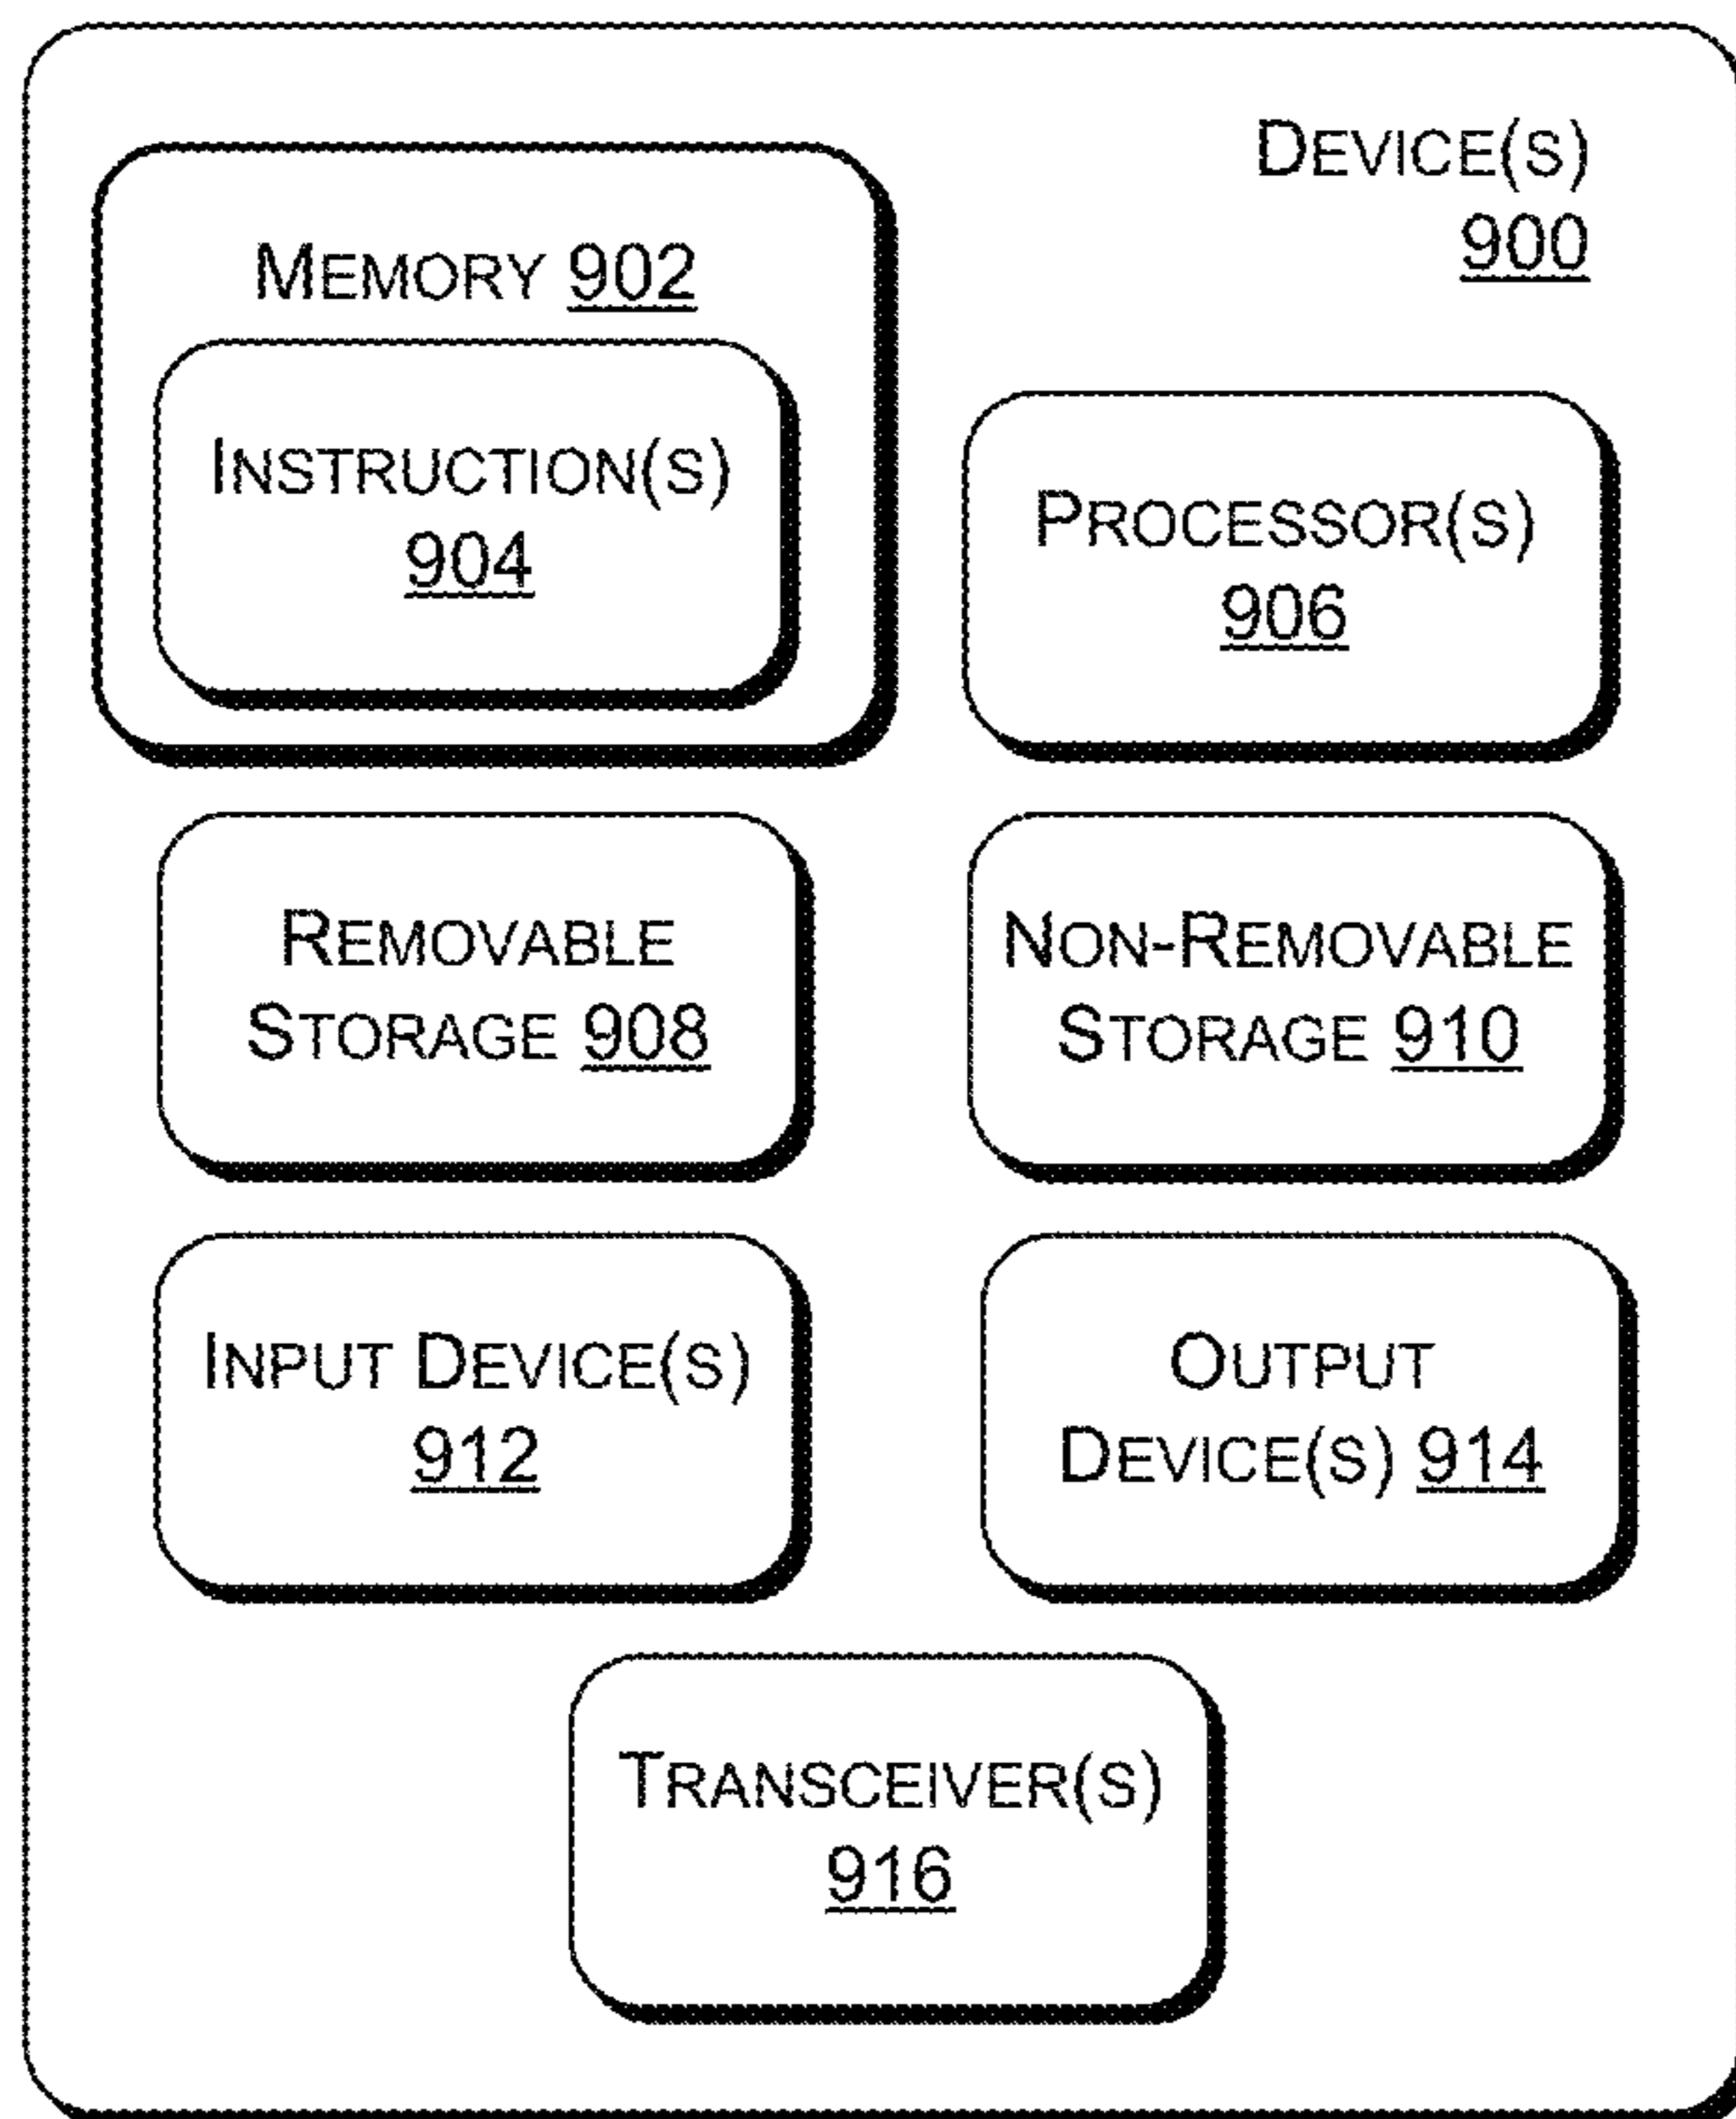 DEVICE(S)
900
MEMORY 902
INSTRUCTION(S)
904
PROCESSOR(S)
906
REMOVABLE
STORAGE 908
NON-REMOVABLE
STORAGE 910
INPUT DEVICE(S)
912
OUTPUT
DEVICE(S) 914
TRANSCEIVER(S)
916